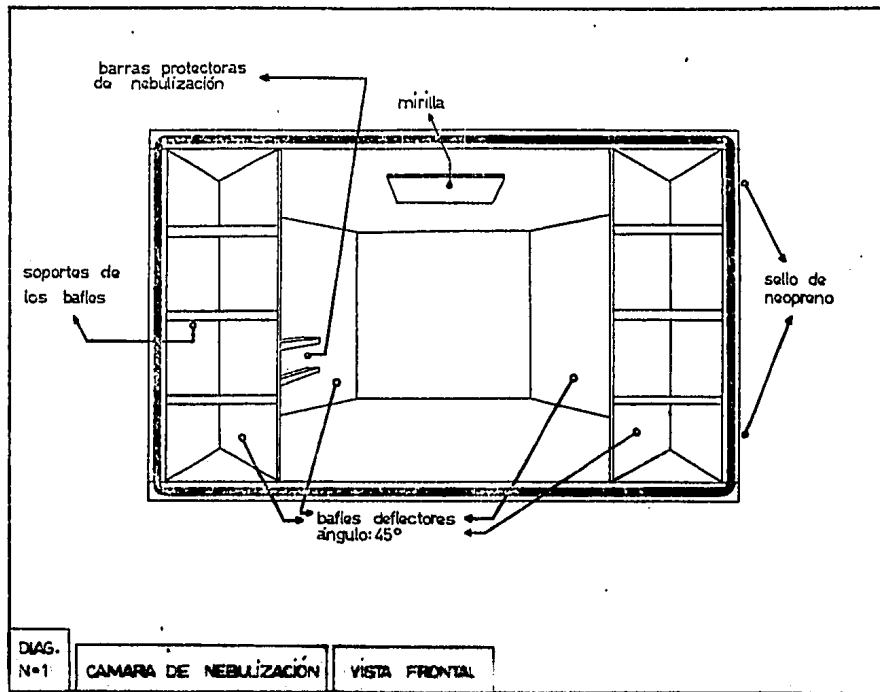 barras protectoras
de nebulización
mirilla
soportes de
los bafles
sello de
neopreno
bafles deflectores
ángulo: 45°
DIAG.
Nº1
CAMARA DE NEBULIZACIÓN
VISTA FRONTAL